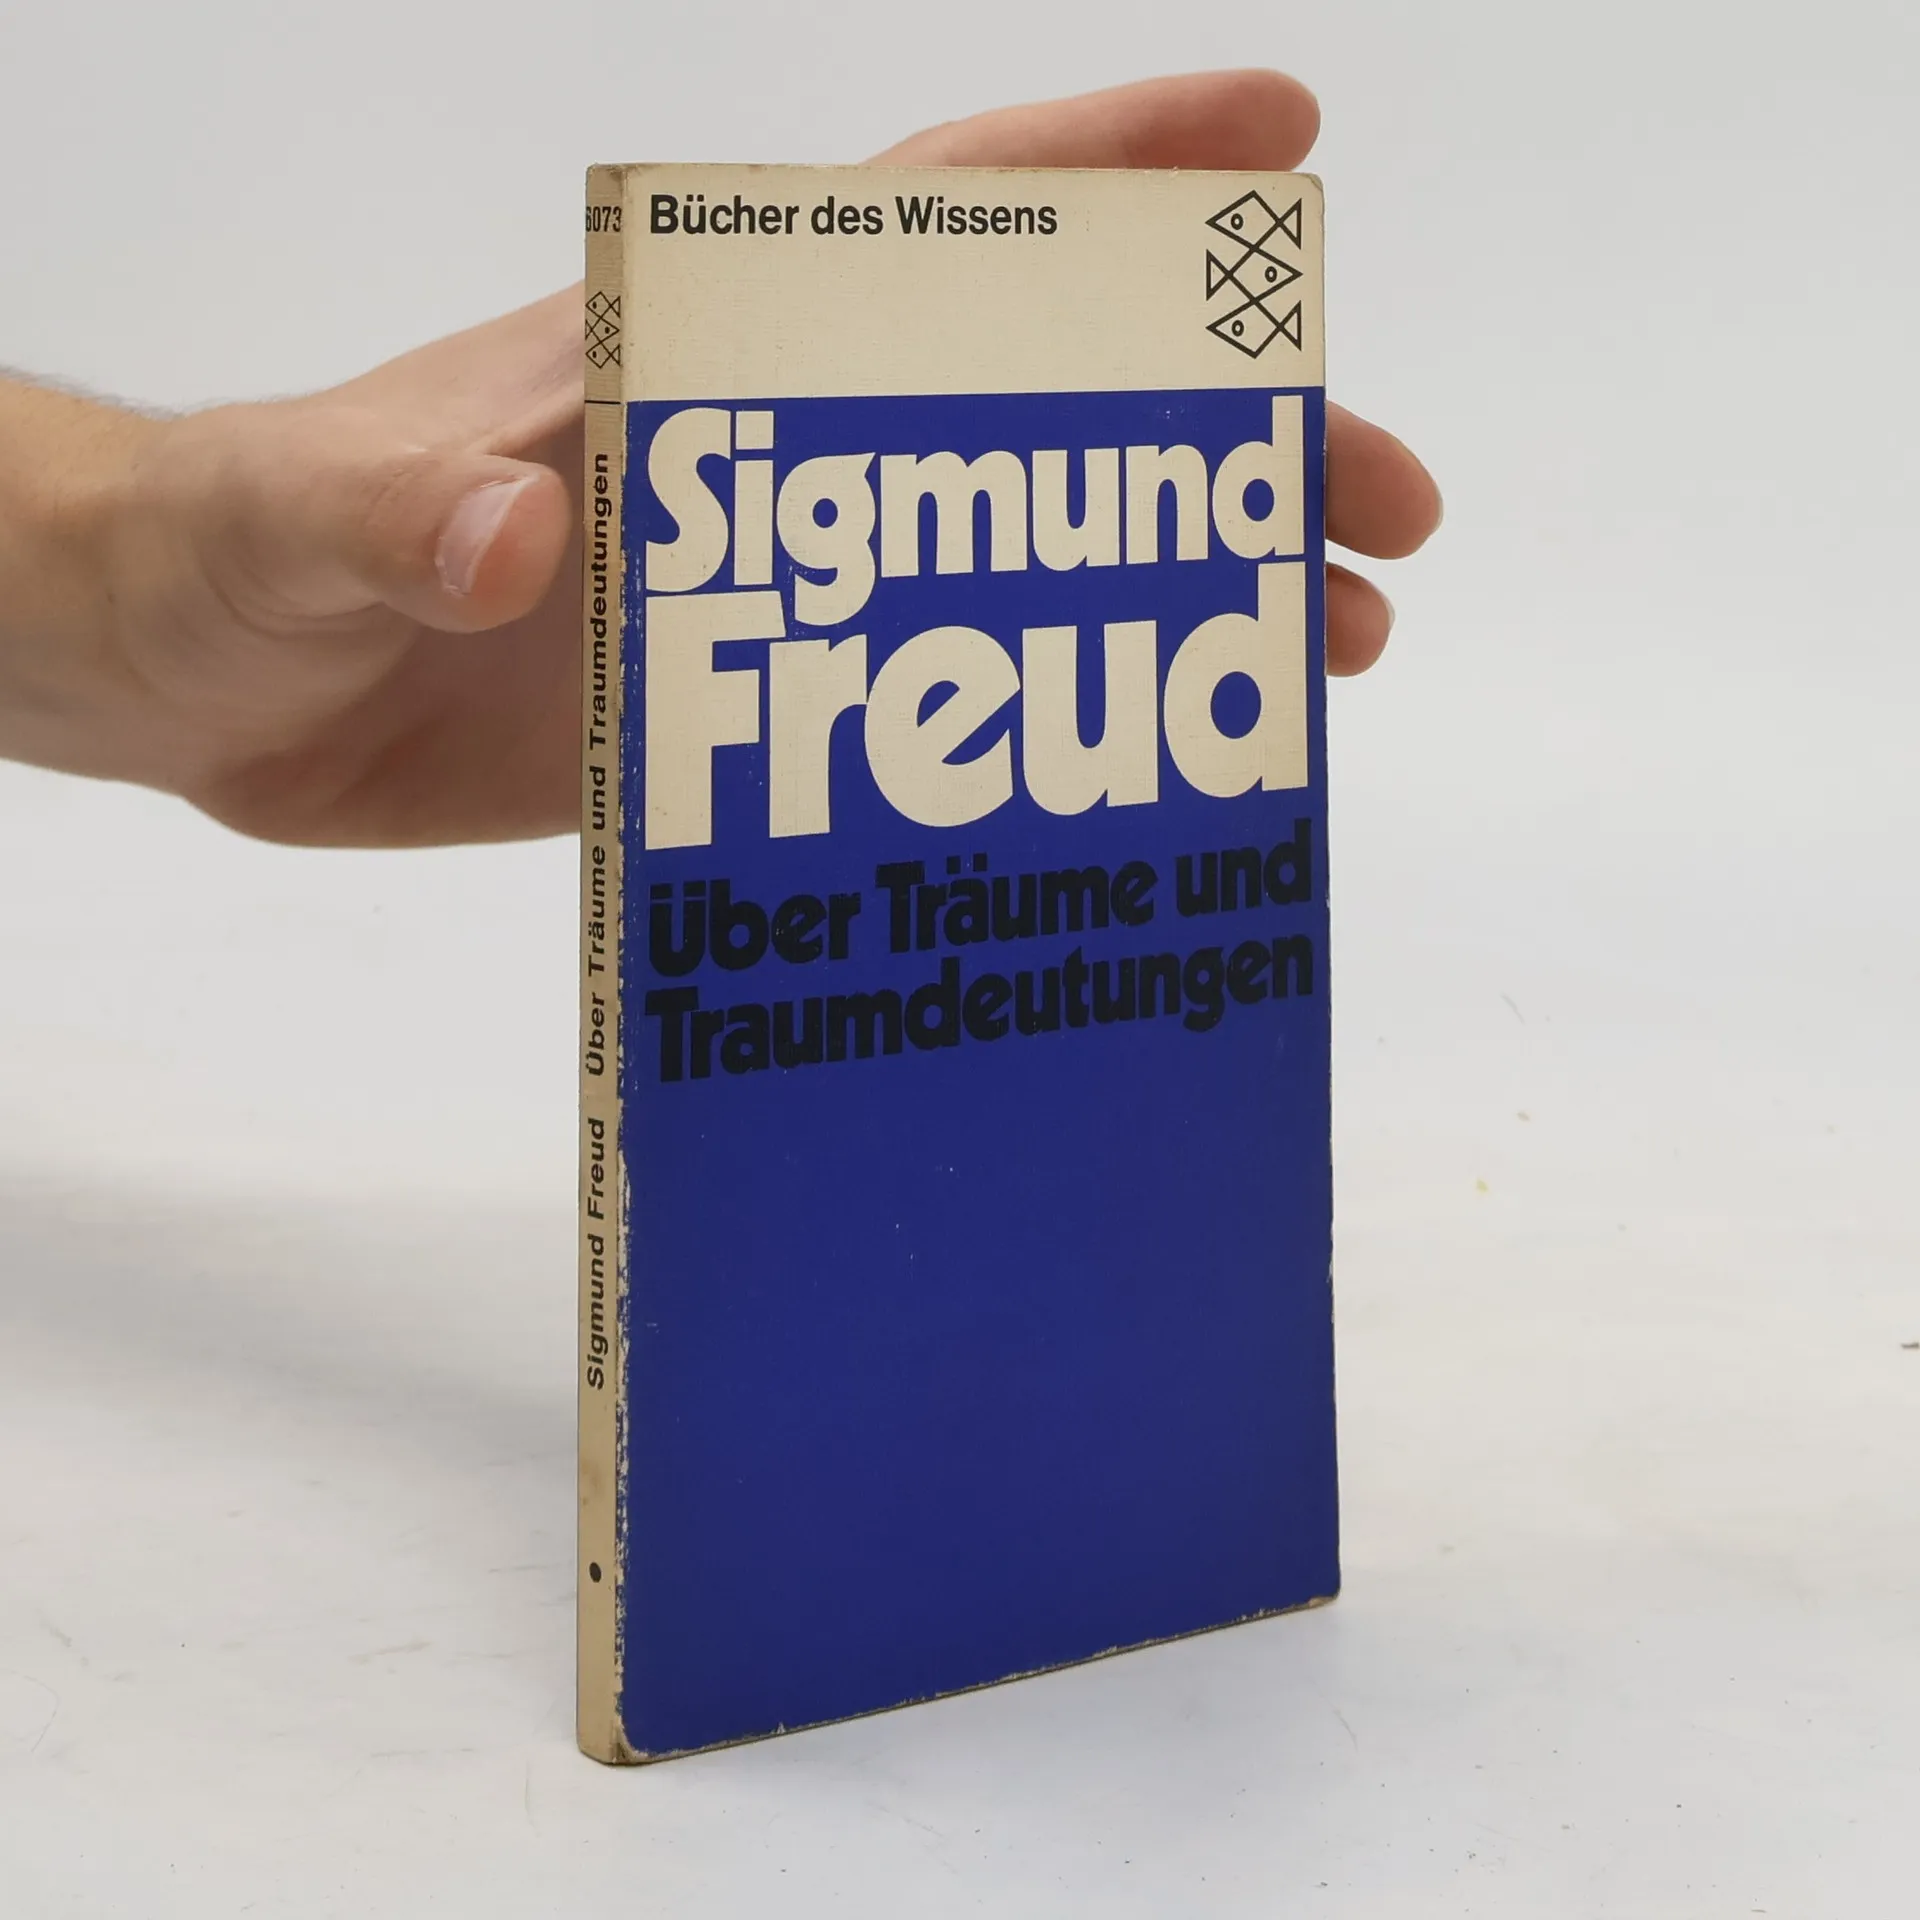 6073
Bücher des Wissens
Sigmund
Freud
Über Träume und
Traumdeutungen
Sigmund Freud Über Träume und Traumdeutungen